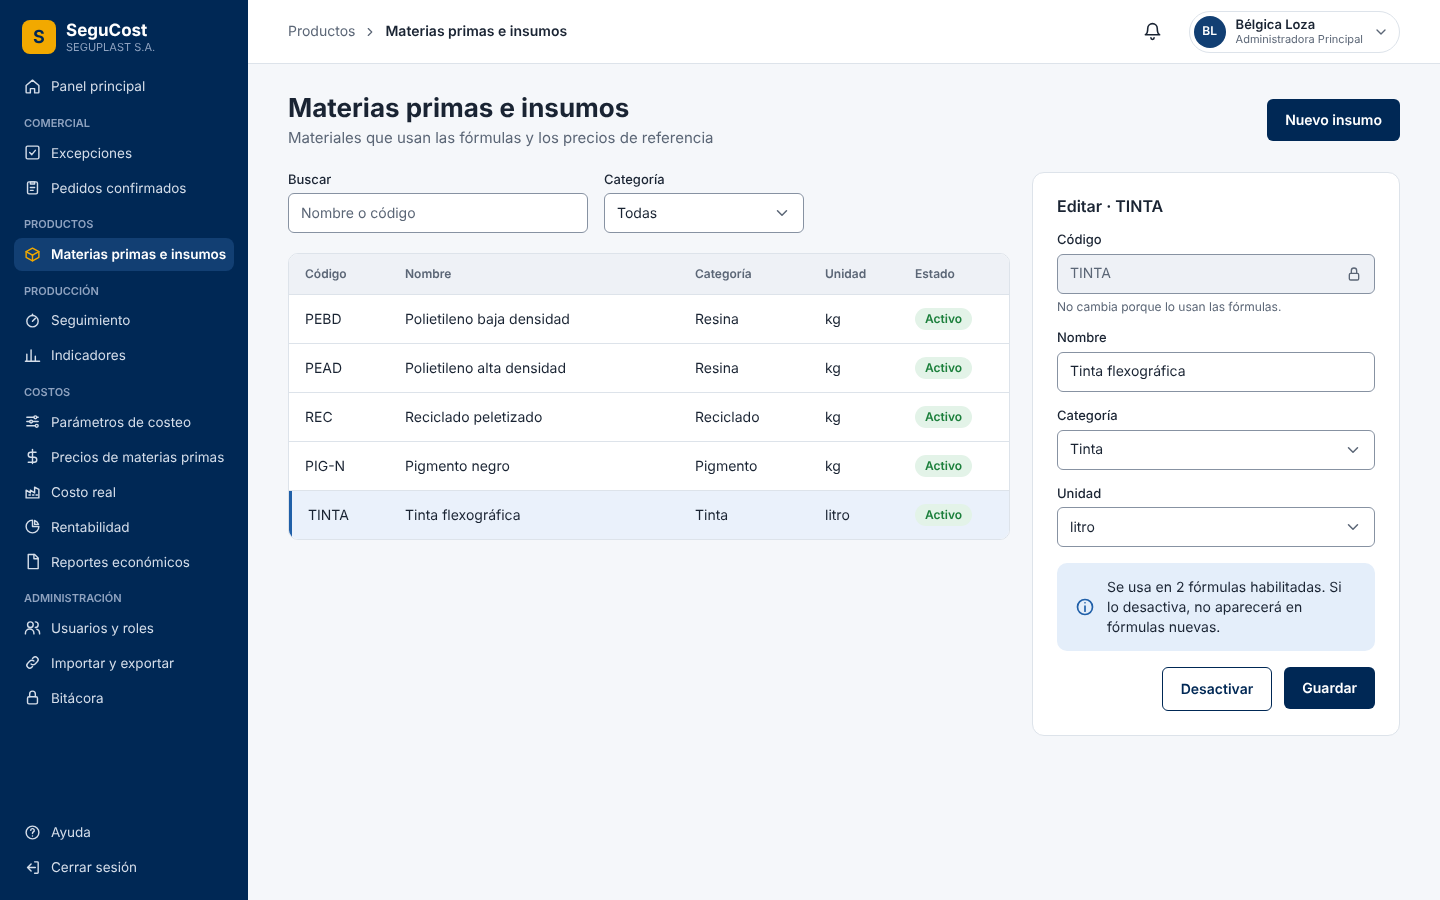 S
SeguCost
SEGUPLAST S.A.
Panel principal
COMERCIAL
Excepciones
Pedidos confirmados
PRODUCTOS
Materias primas e insumos
PRODUCCIÓN
Seguimiento
Indicadores
COSTOS
Parámetros de costeo
Precios de materias primas
Costo real
Rentabilidad
Reportes económicos
ADMINISTRACIÓN
Usuarios y roles
Importar y exportar
Bitácora
Ayuda
Cerrar sesión
Productos > Materias primas e insumos
BL
Bélgica Loza
Administradora Principal
Materias primas e insumos
Materiales que usan las fórmulas y los precios de referencia
Nuevo insumo
Buscar
Nombre o código
Categoría
Todas
Código Nombre Categoría Unidad Estado
PEBD Polietileno baja densidad Resina kg Activo
PEAD Polietileno alta densidad Resina kg Activo
REC Reciclado peletizado Reciclado kg Activo
PIG-N Pigmento negro Pigmento kg Activo
TINTA Tinta flexográfica Tinta litro Activo
Editar · TINTA
Código
TINTA
No cambia porque lo usan las fórmulas.
Nombre
Tinta flexográfica
Categoría
Tinta
Unidad
litro
Se usa en 2 fórmulas habilitadas. Si
lo desactiva, no aparecerá en
fórmulas nuevas.
Desactivar
Guardar